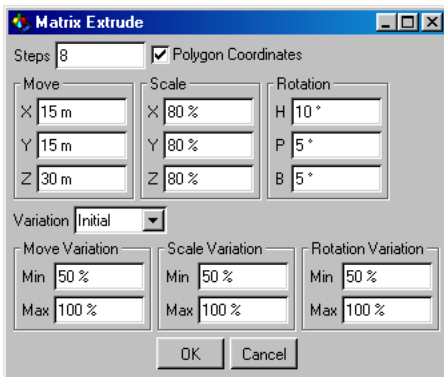 Matrix Extrude
Steps 8 Polygon Coordinates
Move Scale Rotation
X 15 m X 80 % H 10 °
Y 15 m Y 80 % P 5 °
Z 30 m Z 80 % B 5 °
Variation Initial
Move Variation Scale Variation Rotation Variation
Min 50 % Min 50 % Min 50 %
Max 100 % Max 100 % Max 100 %
OK Cancel